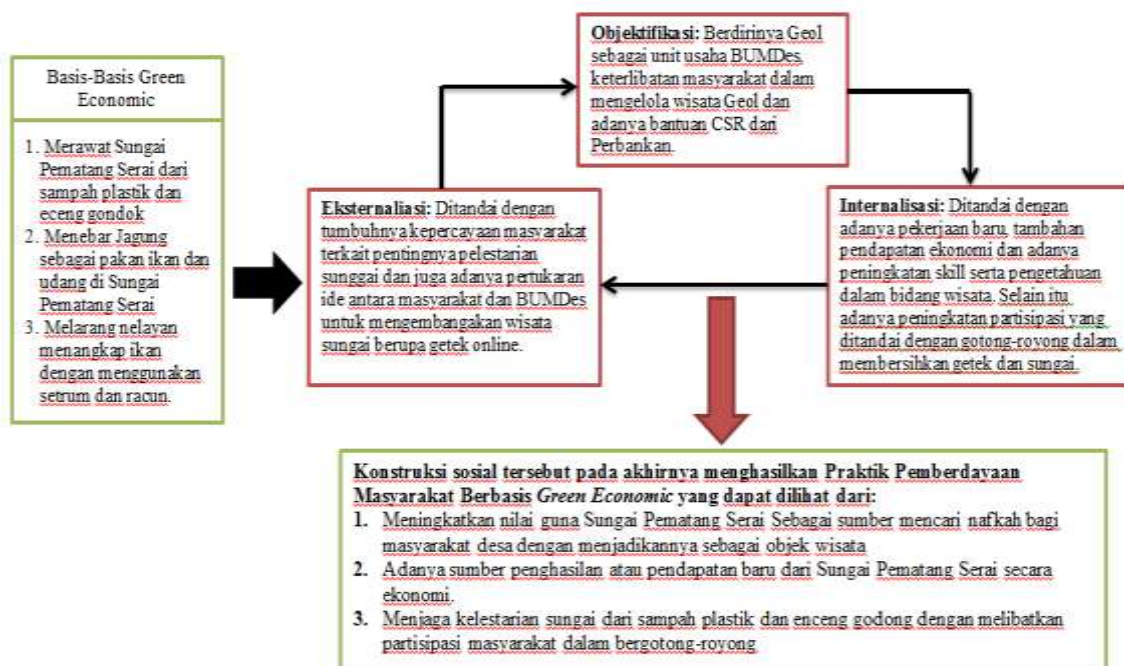 Basis-Basis Green
Economic
1. Merawat Sungai
Pematang Serai dari
sampah plastik dan
eceng gondok
2. Menebar Jagung
sebagai pakan ikan dan
udang di Sungai
Pematang Serai
3. Melarang nelayan
menangkap ikan
dengan menggunakan
setrum dan racun.
Eksternaliasi: Ditandai dengan
tumbuhnya kepercayaan masyarakat
terkait pentingnya pelestarian
sunggai dan juga adanya pertukaran
ide antara masyarakat dan BUMDes
untuk mengembangakan wisata
sungai berupa getek online.
Objektifikasi: Berdirinya Geol
sebagai unit usaha BUMDes,
keterlibatan masyarakat dalam
mengelola wisata Geol dan
adanya bantuan CSR dari
Perbankan.
Internalisasi: Ditandai dengan
adanya pekerjaan baru, tambahan
pendapatan ekonomi dan adanya
peningkatan skill serta pengetahuan
dalam bidang wisata. Selain itu
adanya peningkatan partisipasi yang
ditandai dengan gotong-royong dalam
membersihkan getek dan sungai.
Konstruksi sosial tersebut pada akhirnya menghasilkan Praktik Pemberdayaan
Masyarakat Berbasis Green Economic yang dapat dilihat dari:
1. Meningkatkan nilai guna Sungai Pematang Serai Sebagai sumber mencari nafkah bagi
masyarakat desa dengan menjadikannya sebagai objek wisata
2. Adanya sumber penghasilan atau pendapatan baru dari Sungai Pematang Serai secara
ekonomi.
3. Menjaga kelestarian sungai dari sampah plastik dan enceng godong dengan melibatkan
partisipasi masyarakat dalam bergotong-royong